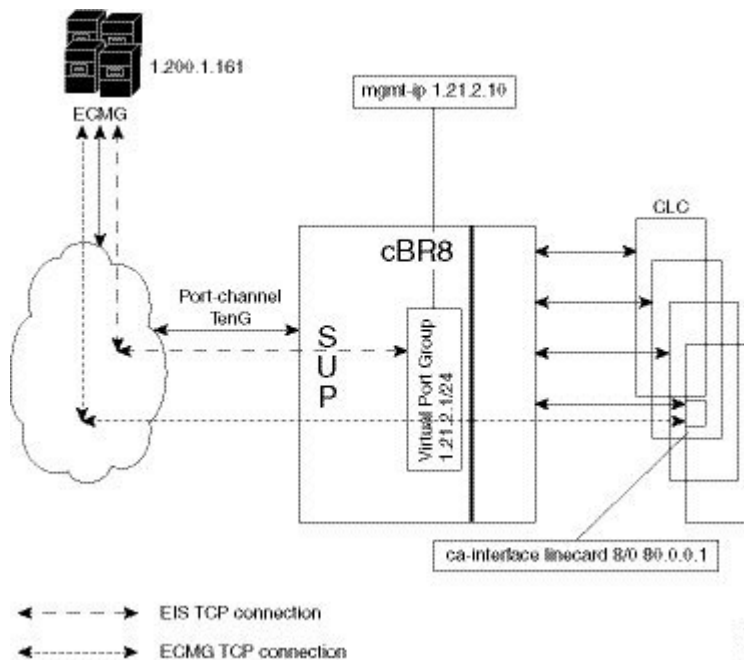 1.200.1.161
ECMG
mgmt-ip 1.21.2.10
CLC
cBR8
Port-channel
TenG
SUP
Virtual Port Group
1.21.2.1/24
ca-interface linecard 8/0 80.0.0.1
EIS TCP connection
ECMG TCP connection